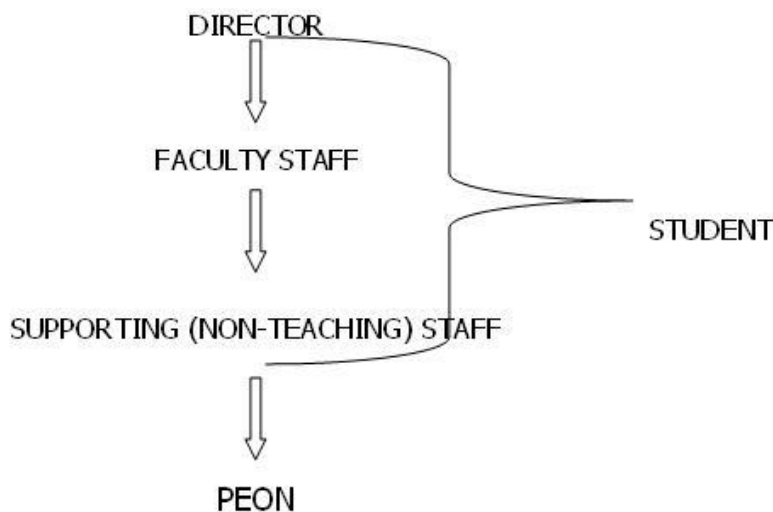 DIRECTOR
FACULTY STAFF
STUDENT
SUPPORTING (NON-TEACHING) STAFF
PEON